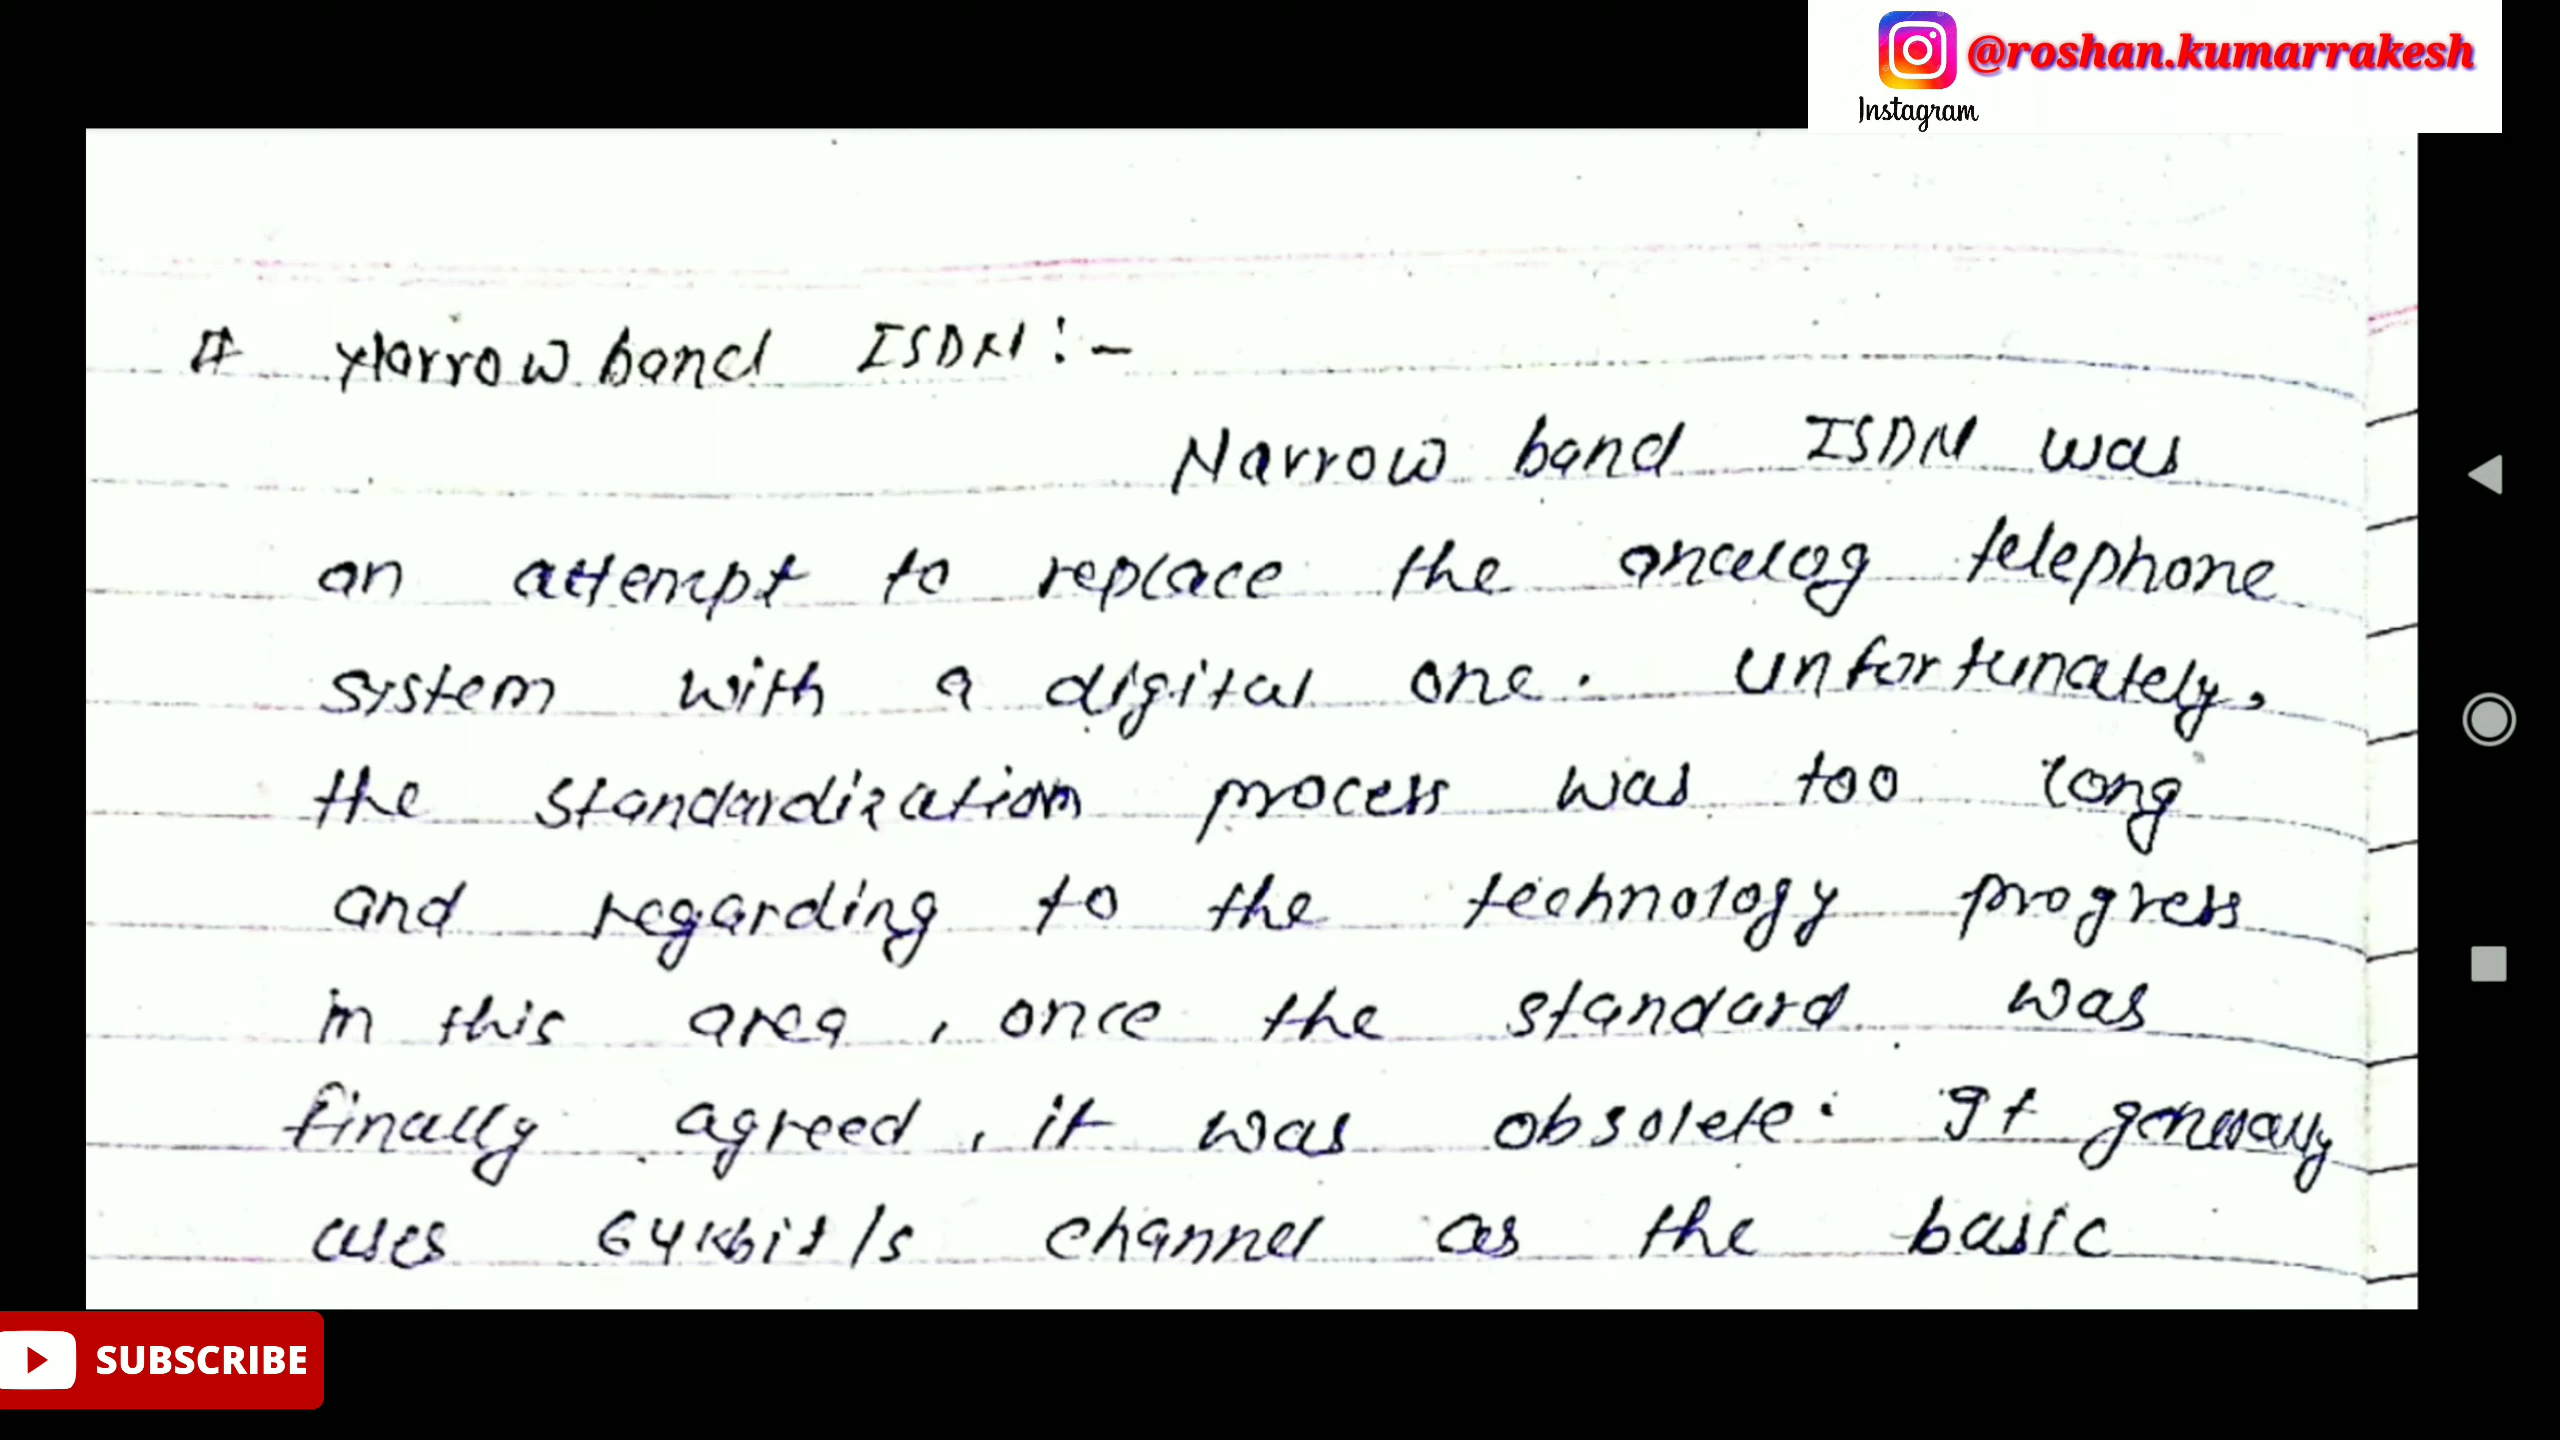 @roshan.kumarrakesh
Instagram
# Narrow band ISDN :-
Narrow band ISDN was
an attempt to replace the analog telephone
system with a digital one. Unfortunately,
the standardization process was too long
and regarding to the technology progress
in this area, once the standard was
finally agreed, it was obsolete. It generally
uses 64kbit/s channel as the basic
SUBSCRIBE